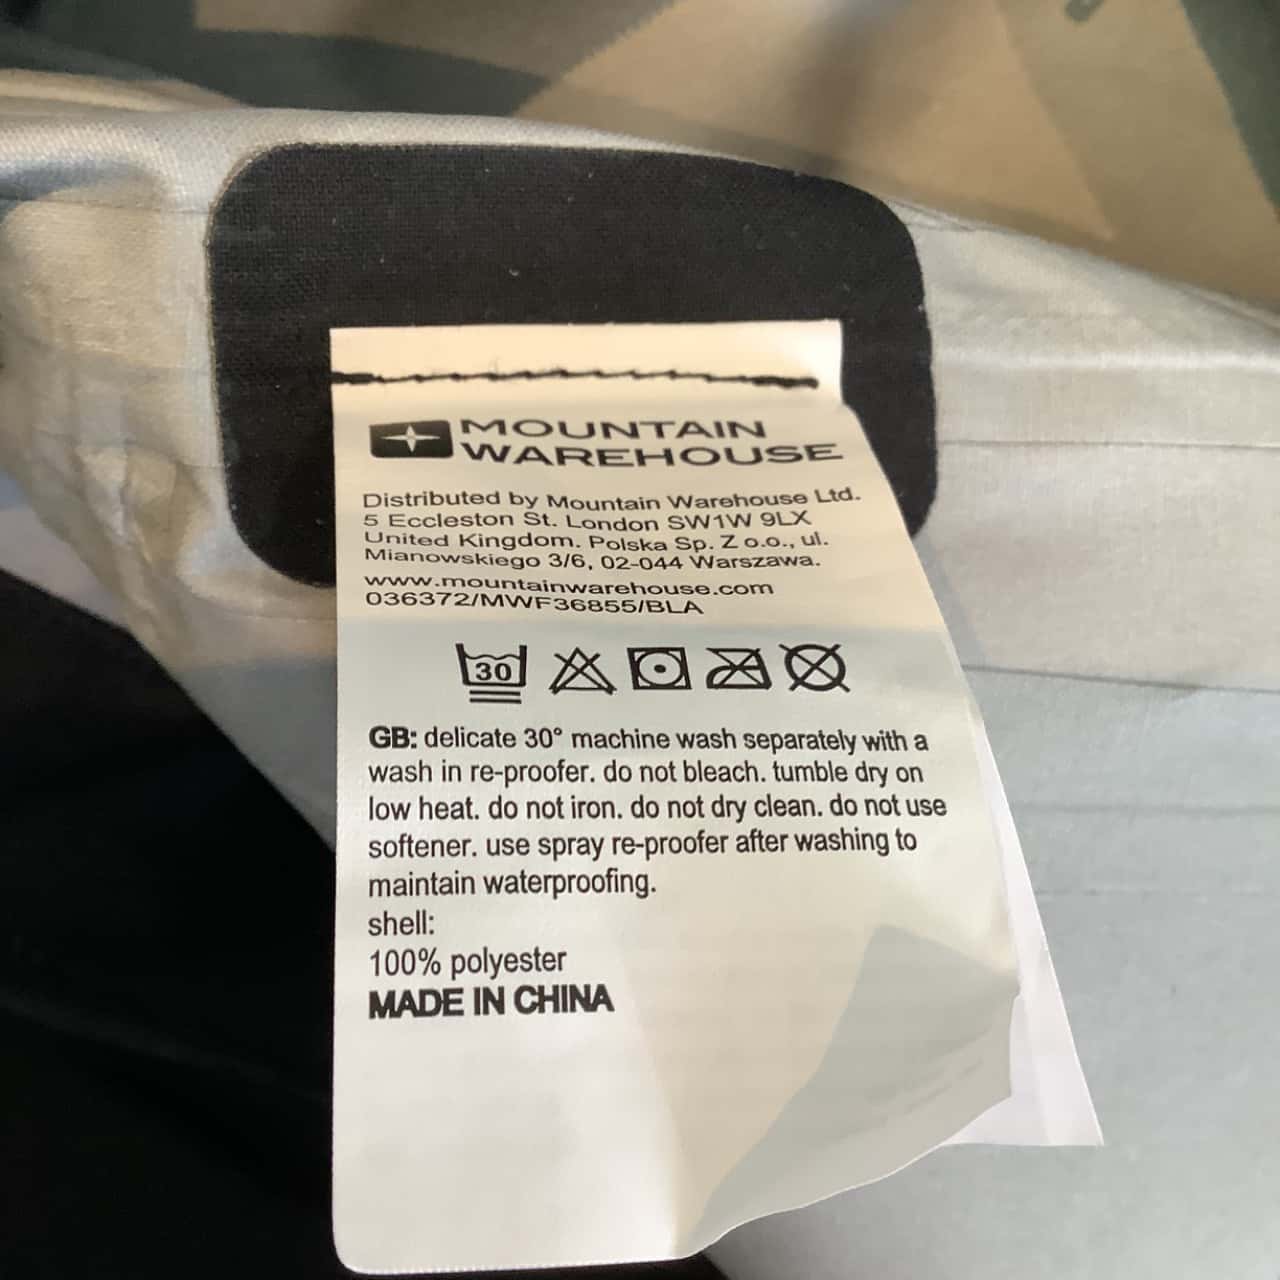 MOUNTAIN
WAREHOUSE
Distributed by Mountain Warehouse Ltd.
5 Eccleston St. London SW1W 9LX
United Kingdom. Polska Sp. Z o.o., ul.
Mianowskiego 3/6, 02-044 Warszawa.
www.mountainwarehouse.com
036372/MWF36855/BLA
30
GB: delicate 30° machine wash separately with a
wash in re-proofer. do not bleach. tumble dry on
low heat. do not iron. do not dry clean. do not use
softener. use spray re-proofer after washing to
maintain waterproofing.
shell:
100% polyester
MADE IN CHINA